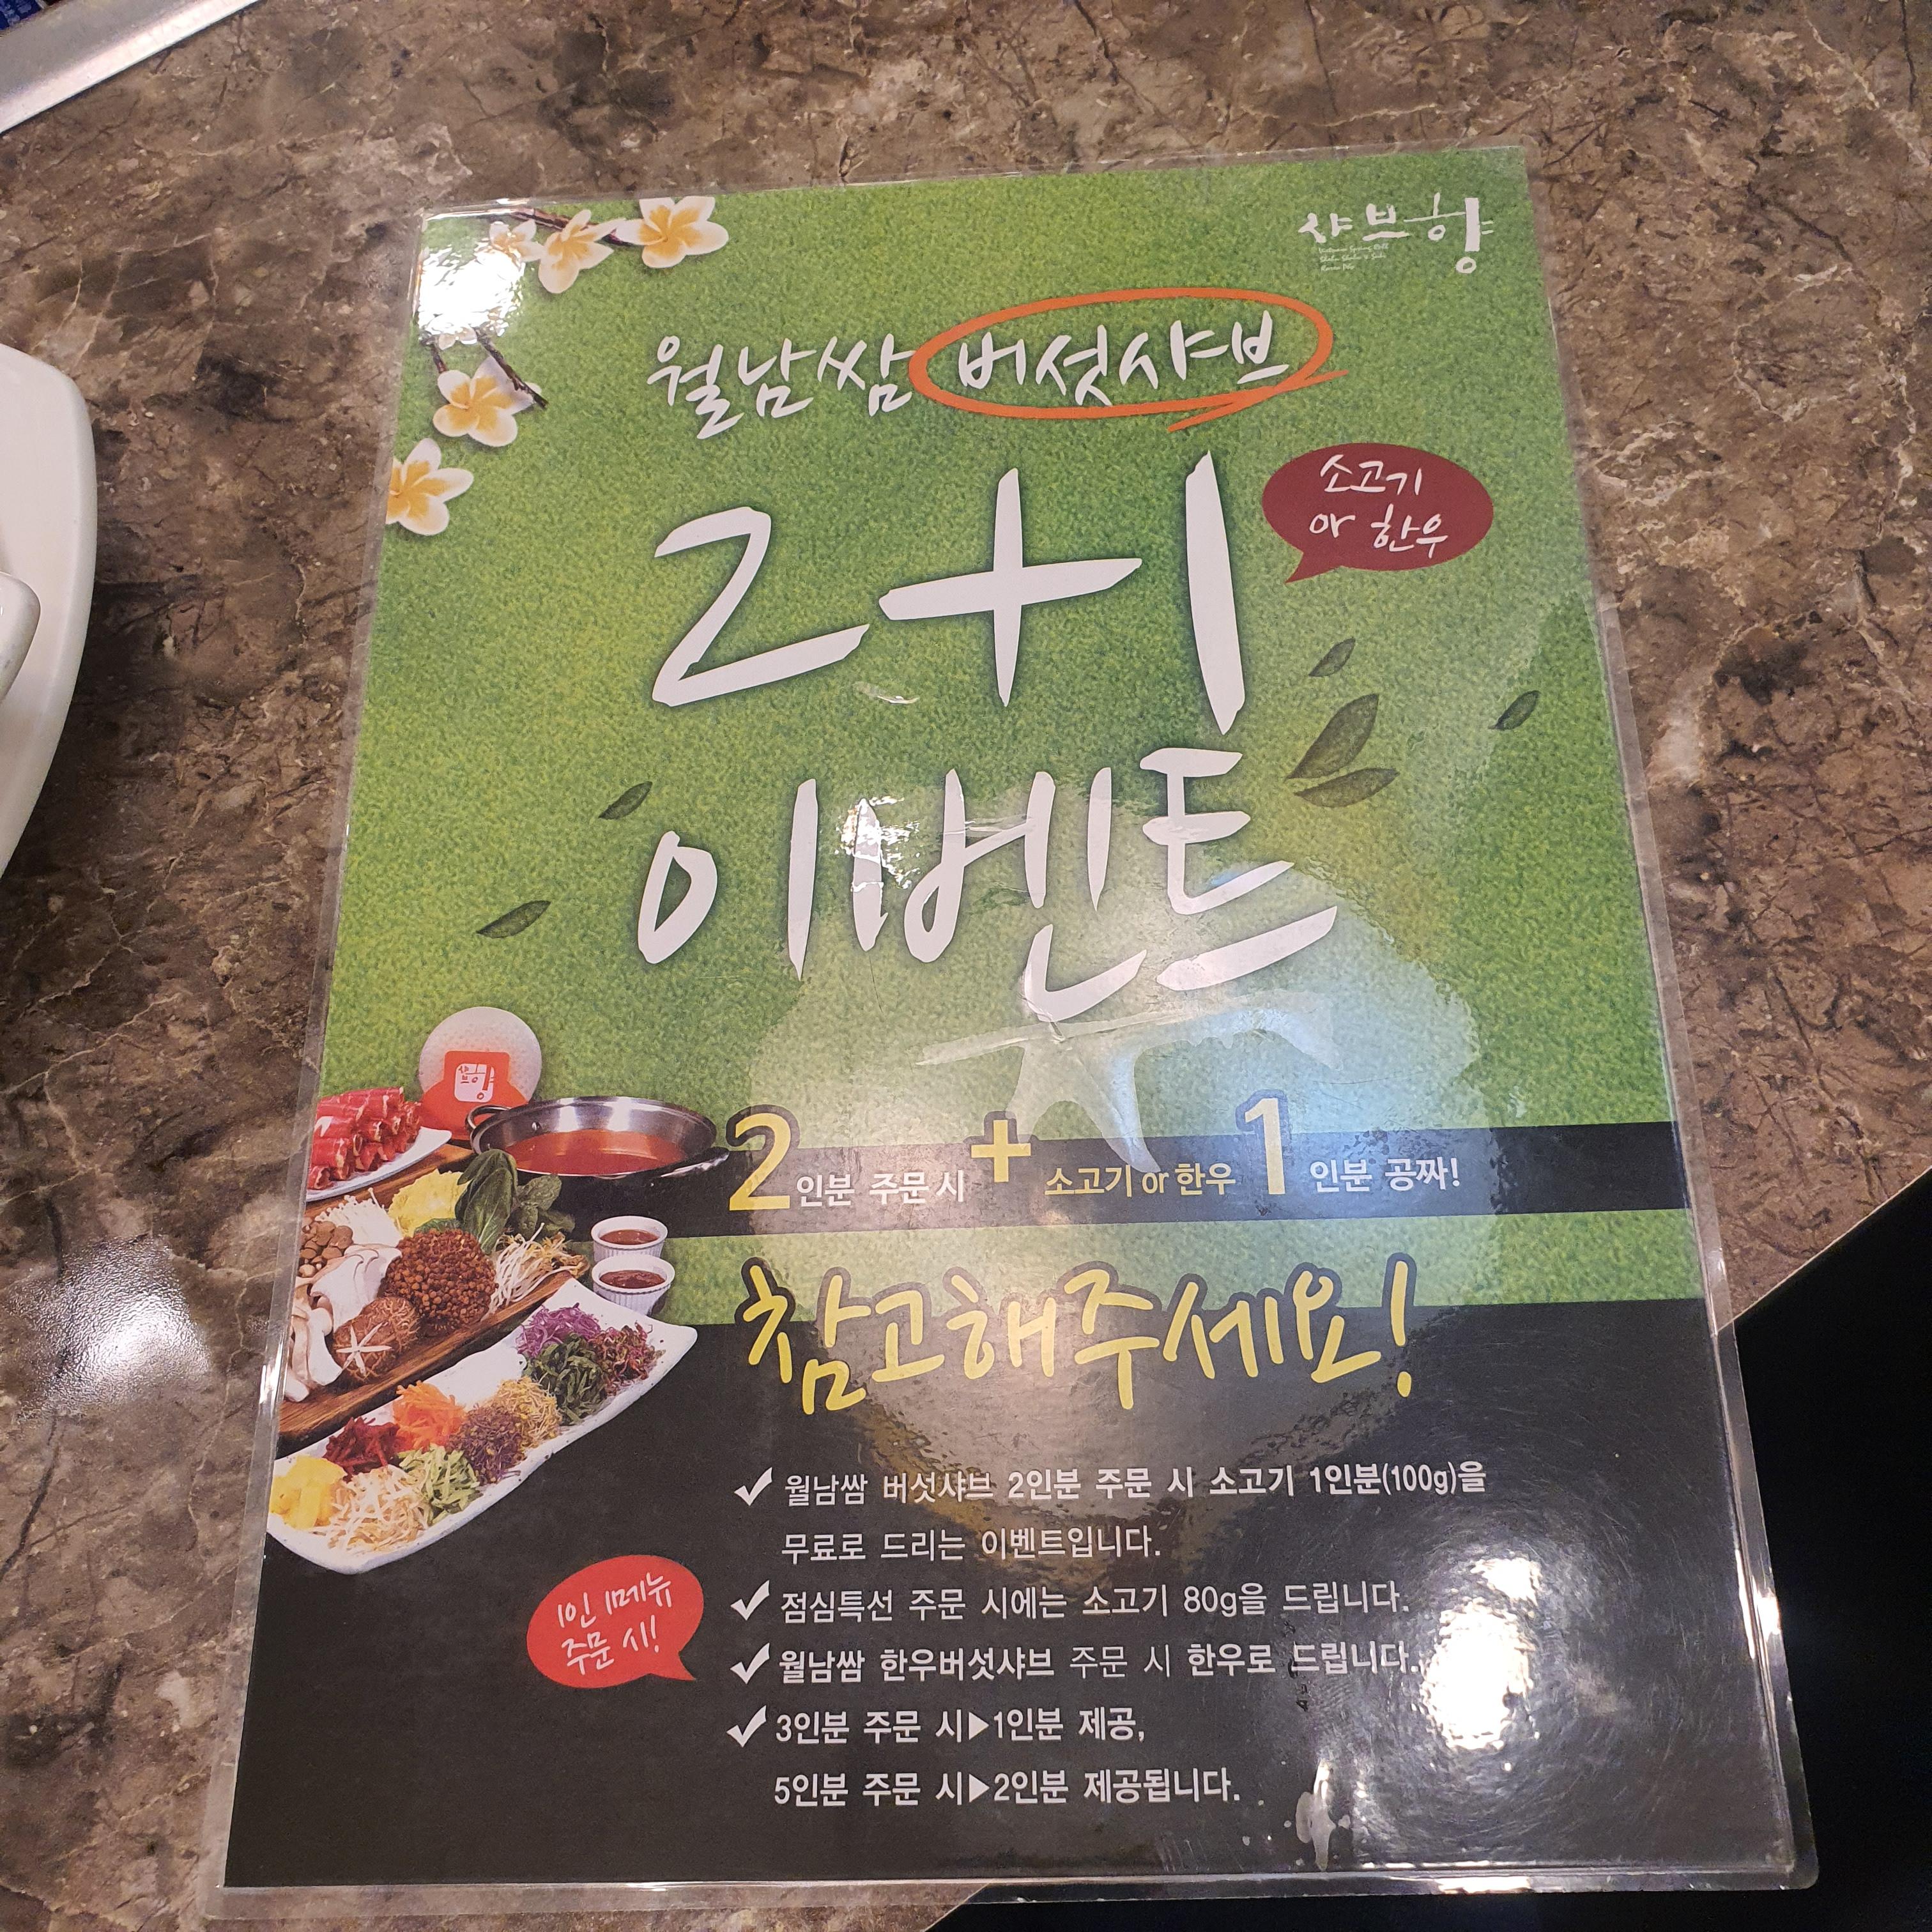 샤브향
월남쌈 버섯샤브
소고기
or 한우
2+1
이벤트
샤브향
2인분 주문 시 + 소고기 or 한우 1인분 공짜!
참고해주세요!
월남쌈 버섯샤브 2인분 주문 시 소고기 1인분(100g)을
무료로 드리는 이벤트입니다.
1인 1메뉴
주문 시!
점심특선 주문 시에는 소고기 80g을 드립니다.
월남쌈 한우버섯샤브 주문 시 한우로 드립니다.
3인분 주문 시▶1인분 제공,
5인분 주문 시▶2인분 제공됩니다.